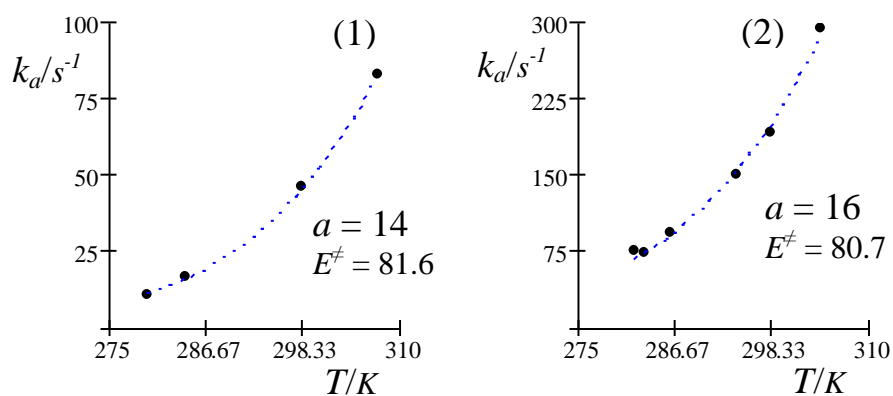 100
(1)
k_a/s^-1
75
50
a = 14
E^≠ = 81.6
25
275
286.67
298.33
310
T/K
300
(2)
k_a/s^-1
225
150
a = 16
E^≠ = 80.7
75
275
286.67
298.33
310
T/K